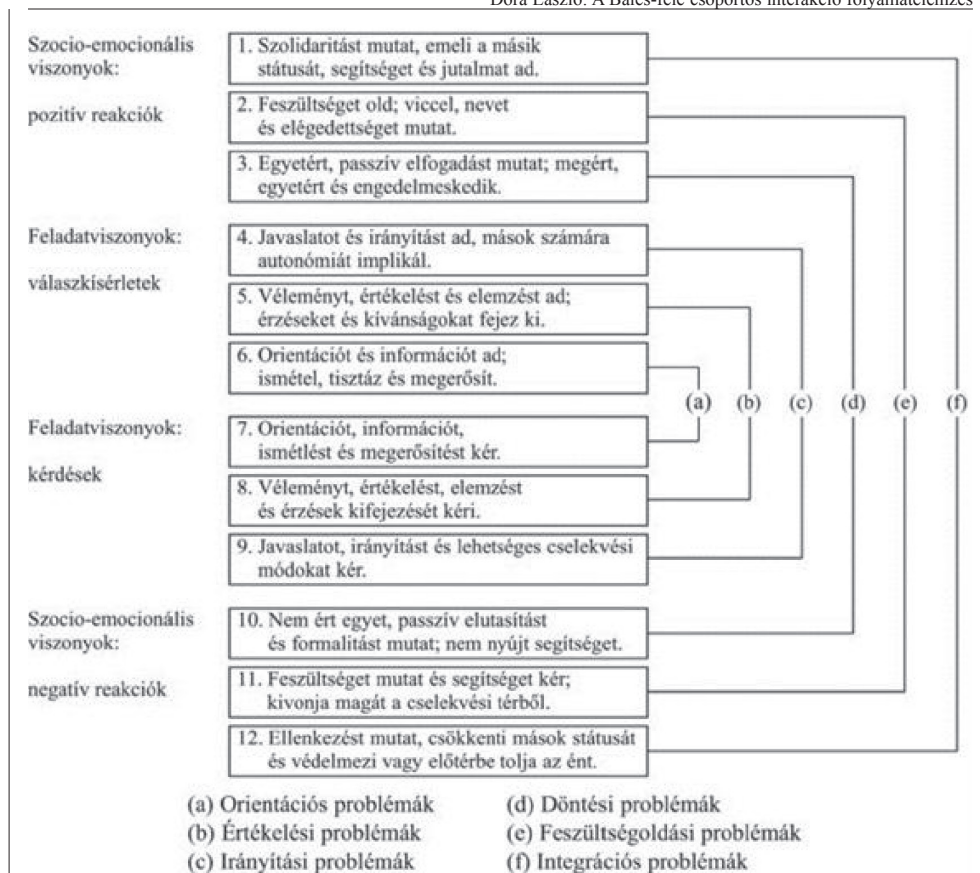 Dóra László: A Bales-féle csoportos interakció folyamatelemzés
Szocio-emocionális
viszonyok:
pozitív reakciók
1. Szolidaritást mutat, emeli a másik
státusát, segítséget és jutalmat ad.
2. Feszültséget old; viccel, nevet
és elégedettséget mutat.
3. Egyetért, passzív elfogadást mutat; megért,
egyetért és engedelmeskedik.
Feladatviszonyok:
válaszkísérletek
4. Javaslatot és irányítást ad, mások számára
autonómiát implikál.
5. Véleményt, értékelést és elemzést ad;
érzéseket és kívánságokat fejez ki.
6. Orientációt és információt ad;
ismétel, tisztáz és megerősít.
(a) (b) (c) (d) (e) (f)
Feladatviszonyok:
kérdések
7. Orientációt, információt,
ismétlést és megerősítést kér.
8. Véleményt, értékelést, elemzést
és érzések kifejezését kéri.
9. Javaslatot, irányítást és lehetséges cselekvési
módokat kér.
Szocio-emocionális
viszonyok:
negatív reakciók
10. Nem ért egyet, passzív elutasítást
és formalitást mutat; nem nyújt segítséget.
11. Feszültséget mutat és segítséget kér;
kivonja magát a cselekvési térből.
12. Ellenkezést mutat, csökkenti mások státusát
és védelmezi vagy előtérbe tolja az ént.
(a) Orientációs problémák
(b) Értékelési problémák
(c) Irányítási problémák
(d) Döntési problémák
(e) Feszültségoldási problémák
(f) Integrációs problémák